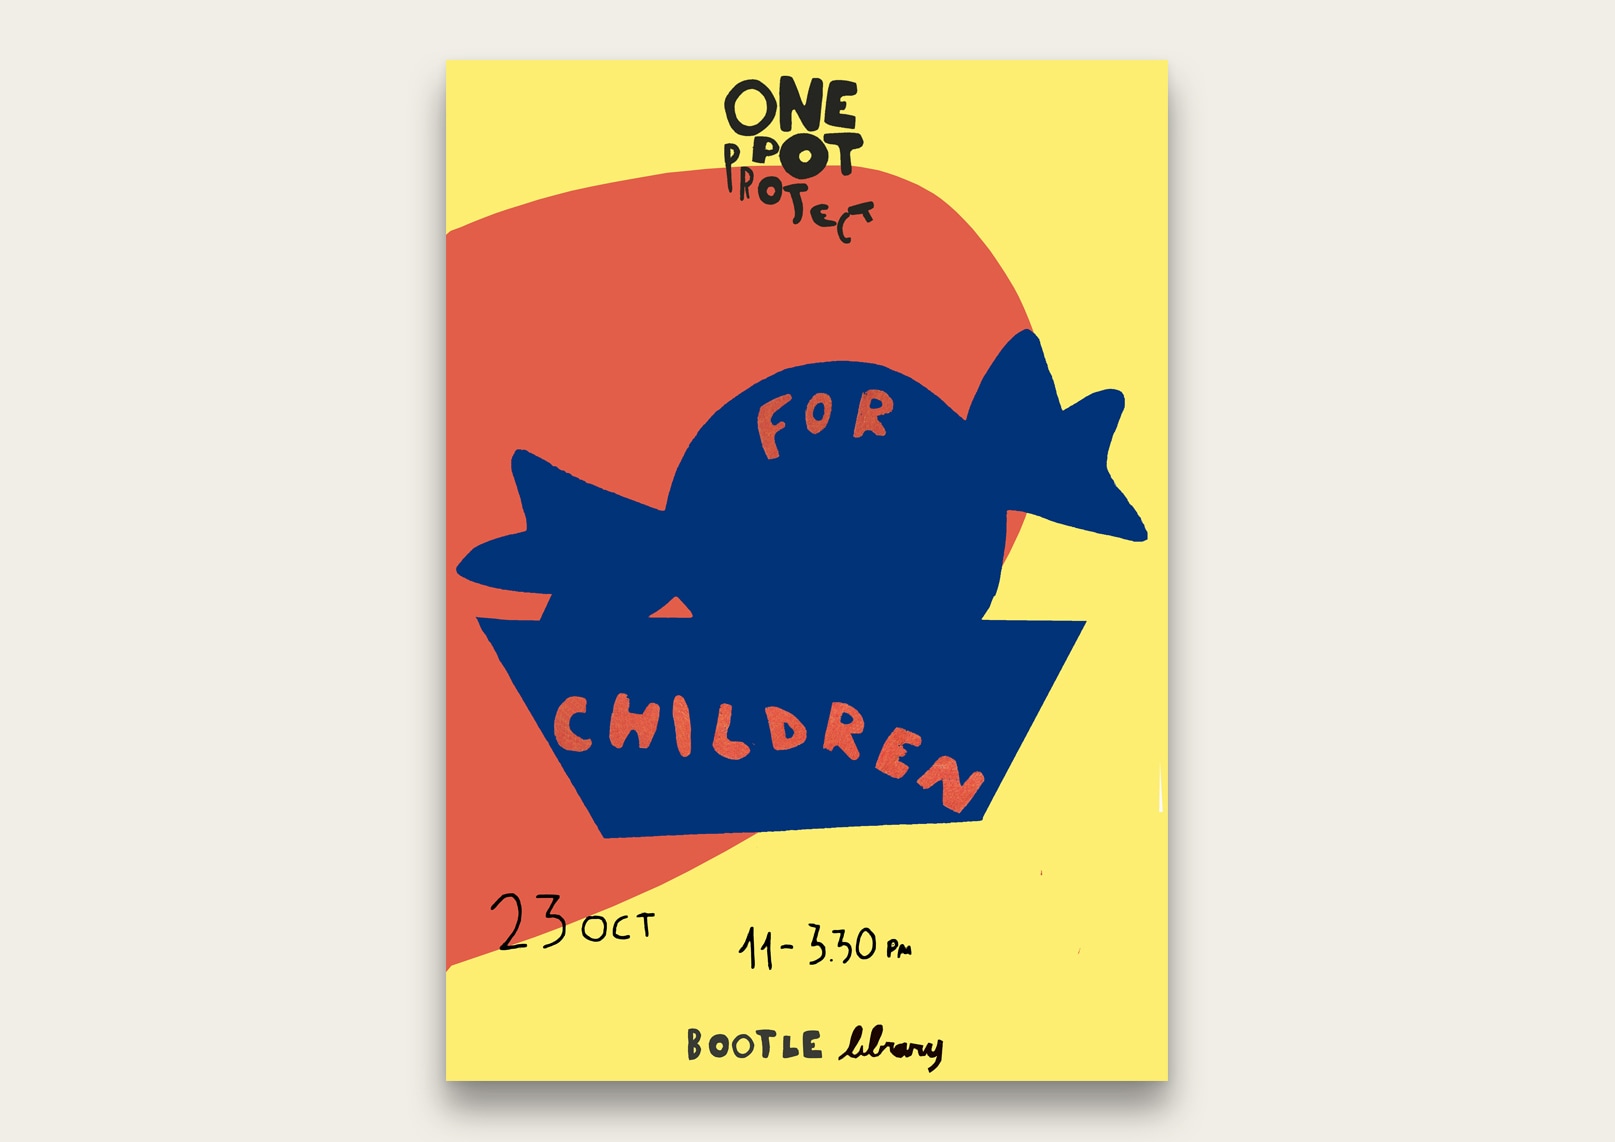 ONE
POT
PROJECT
FOR
CHILDREN
23 OCT
11-3.30 PM
BOOTLE library